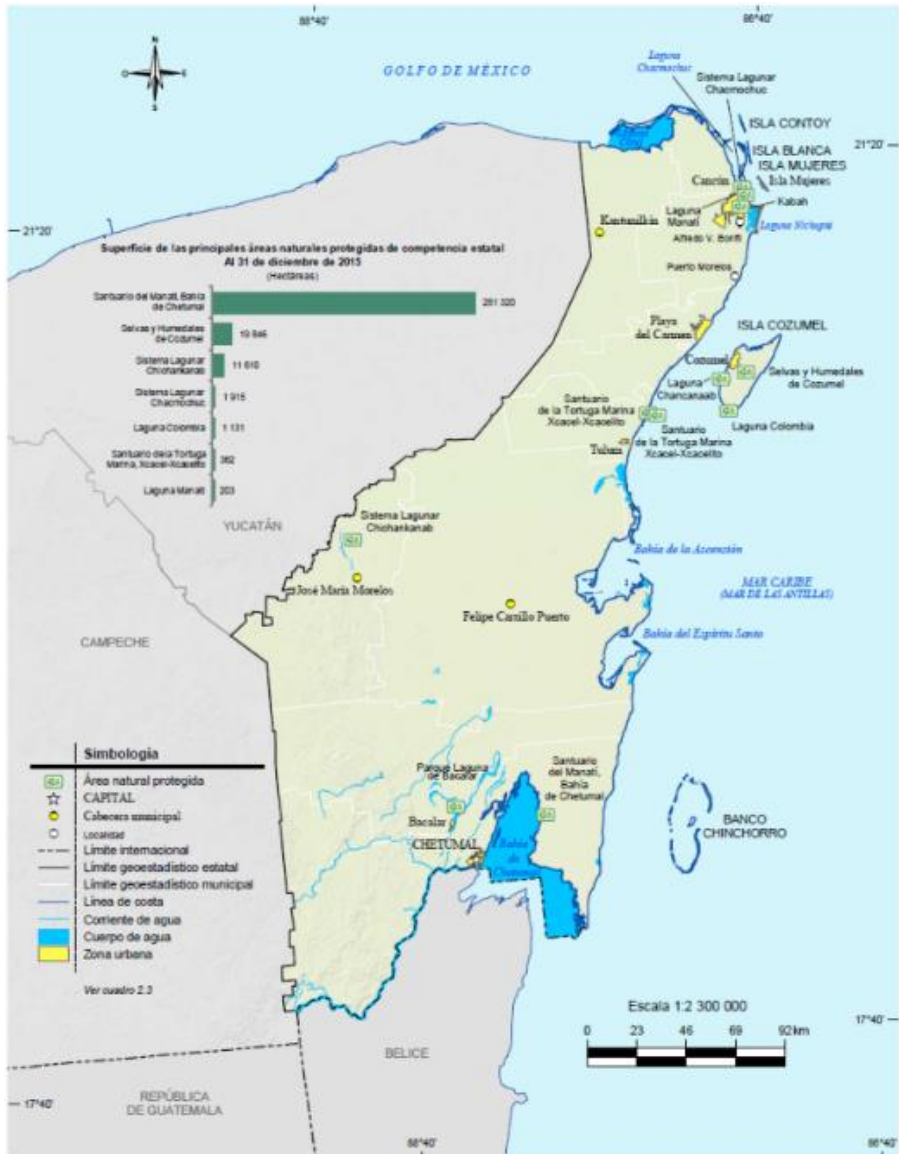 88°40'
86°40'
N
O
E
S
GOLFO DE MÉXICO
Laguna
Chacmochuc
Sistema Lagunar
Chacmochuc
ISLA CONTOY
ISLA BLANCA
ISLA MUJERES
Isla Mujeres
21°20'
Cancún
Kabah
Laguna
Manatí
Laguna Nichupté
Alfredo V. Bonfil
Kantunilkín
21°20'
Puerto Morelos
Superficie de las principales áreas naturales protegidas de competencia estatal
Al 31 de diciembre de 2015
(Hectáreas)
Santuario del Manatí, Bahía
de Chetumal
Selvas y Humedales
de Cozumel
Sistema Lagunar
Chichankanab
11 610
Sistema Lagunar
Chacmochuc
1 915
Laguna Colombia
1 131
Santuario de la Tortuga
Marina, Xcacel-Xcacelito
362
Laguna Manatí
203
Playa
del Carmen
ISLA COZUMEL
Cozumel
Selvas y Humedales
de Cozumel
Laguna
Chancanaab
Laguna Colombia
Santuario
de la Tortuga Marina
Xcacel-Xcacelito
Santuario
de la Tortuga Marina
Xcacel-Xcacelito
Tulum
YUCATÁN
Sistema Lagunar
Chichankanab
José María Morelos
Felipe Carrillo Puerto
Bahía de la Ascensión
MAR CARIBE
(MAR DE LAS ANTILLAS)
Bahía del Espíritu Santo
CAMPECHE
Parque Laguna
de Bacalar
Bacalar
CHETUMAL
Santuario
del Manatí,
Bahía
de Chetumal
Bahía
de
Chetumal
BANCO
CHINCHORRO
Simbología
Área natural protegida
CAPITAL
Cabecera municipal
Localidad
Límite internacional
Límite geoestadístico estatal
Límite geoestadístico municipal
Línea de costa
Corriente de agua
Cuerpo de agua
Zona urbana
Ver cuadro 2.3
Escala 1:2 300 000
0 23 46 69 92 km
17°40'
BELICE
REPÚBLICA
DE GUATEMALA
17°40'
88°40'
86°40'